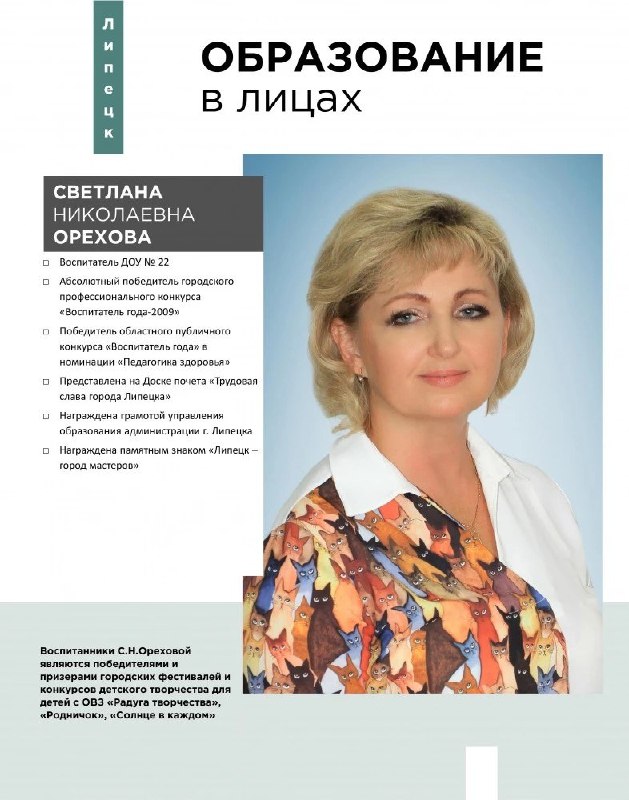 Липецк
ОБРАЗОВАНИЕ
в лицах
СВЕТЛАНА
НИКОЛАЕВНА
ОРЕХОВА
Воспитатель ДОУ № 22
Абсолютный победитель городского
профессионального конкурса
«Воспитатель года-2009»
Победитель областного публичного
конкурса «Воспитатель года» в
номинации «Педагогика здоровья»
Представлена на Доске почета «Трудовая
слава города Липецка»
Награждена грамотой управления
образования администрации г. Липецка
Награждена памятным знаком «Липецк –
город мастеров»
Воспитанники С.Н.Ореховой
являются победителями и
призерами городских фестивалей и
конкурсов детского творчества для
детей с ОВЗ «Радуга творчества»,
«Родничок», «Солнце в каждом»